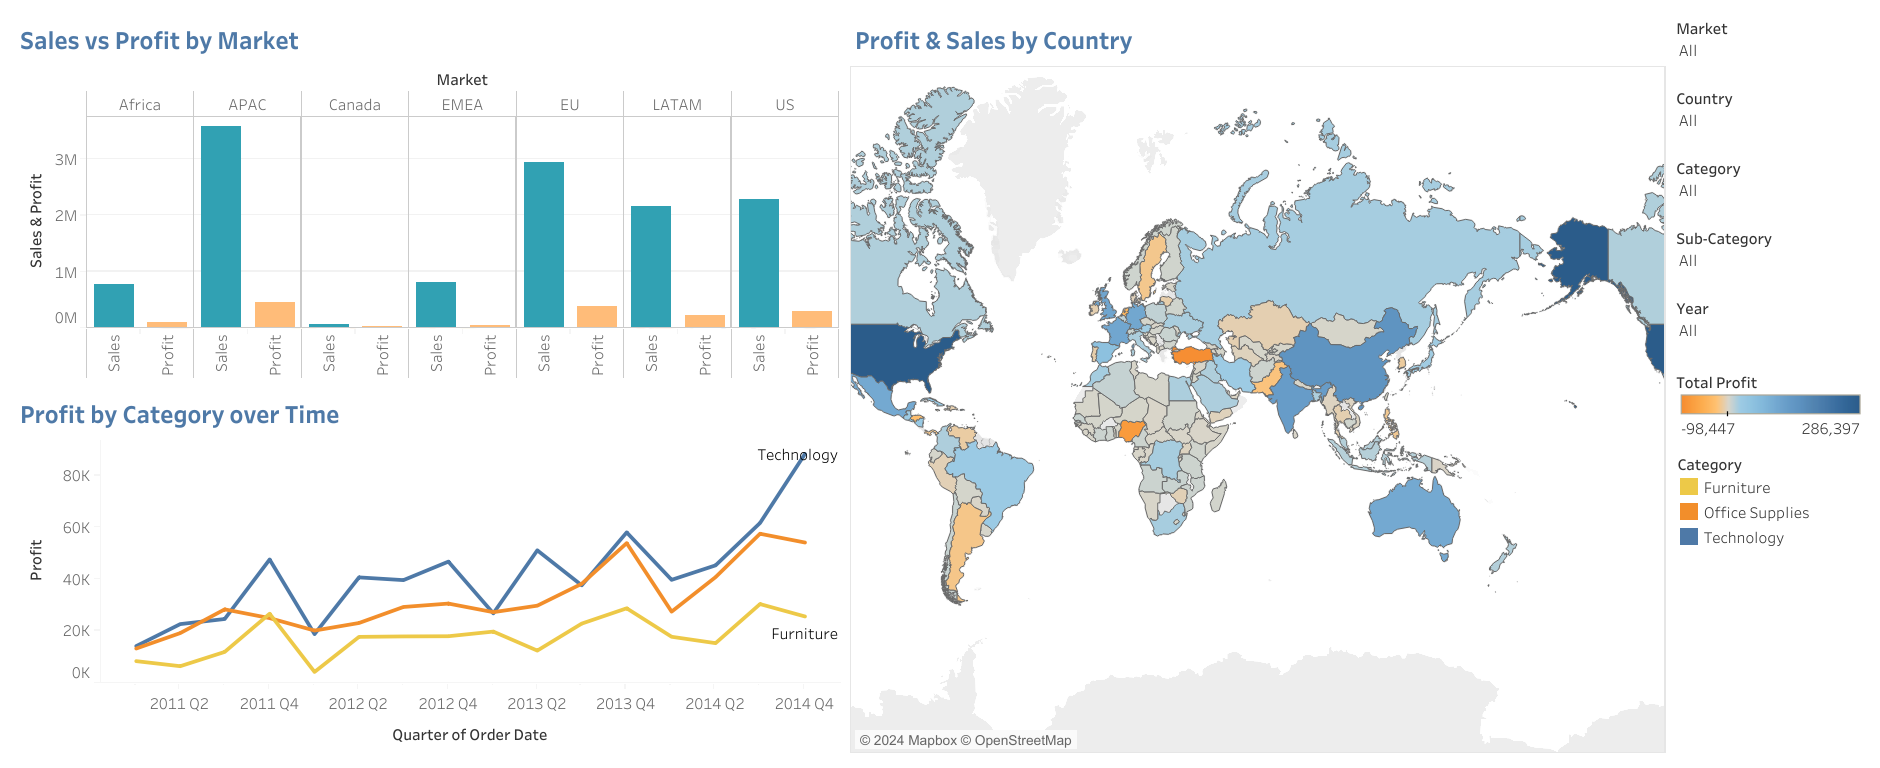 Sales vs Profit by Market
Market
Africa APAC Canada EMEA EU LATAM US
Sales & Profit
3M
2M
1M
0M
Sales Profit Sales Profit Sales Profit Sales Profit Sales Profit Sales Profit Sales Profit
Profit by Category over Time
Profit
80K
60K
40K
20K
0K
Technology
Furniture
2011 Q2 2011 Q4 2012 Q2 2012 Q4 2013 Q2 2013 Q4 2014 Q2 2014 Q4
Quarter of Order Date
Profit & Sales by Country
© 2024 Mapbox © OpenStreetMap
Market
All
Country
All
Category
All
Sub-Category
All
Year
All
Total Profit
-98,447 286,397
Category
Furniture
Office Supplies
Technology